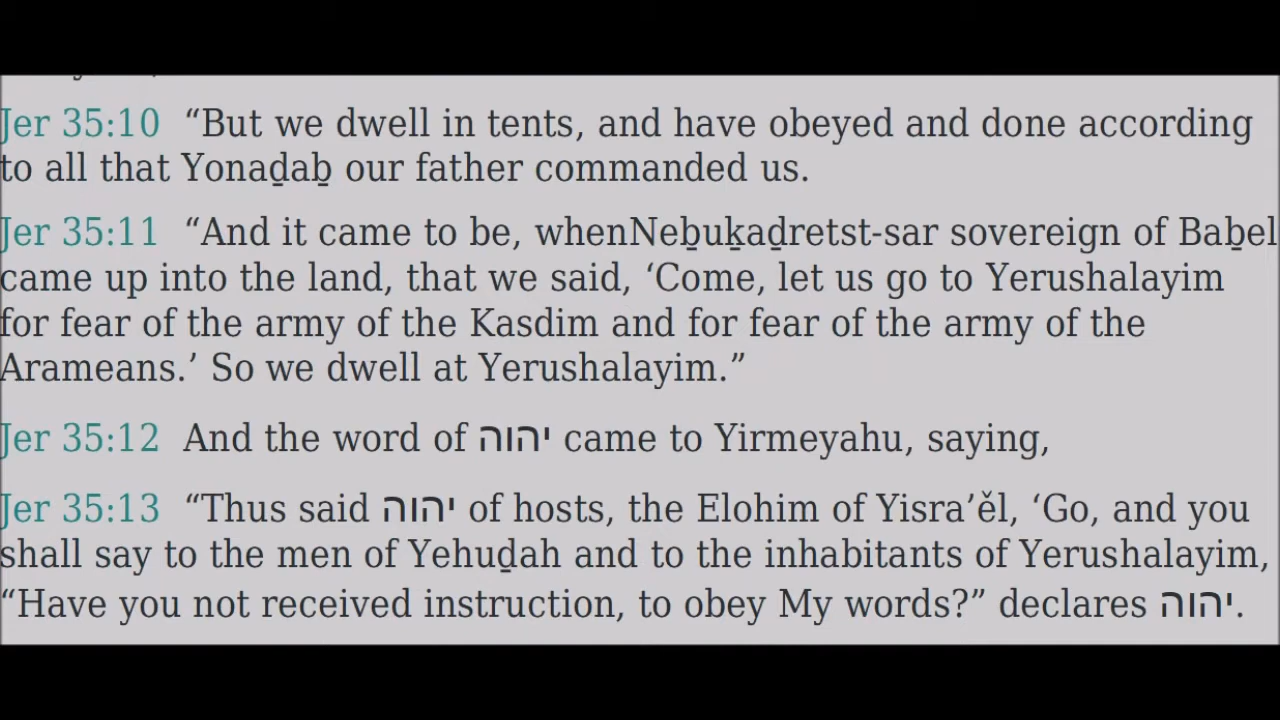 Jer 35:10 “But we dwell in tents, and have obeyed and done according
to all that Yonaḏaḇ our father commanded us.
Jer 35:11 “And it came to be, whenNeḇuḵaḏretst-sar sovereign of Baḇel
came up into the land, that we said, ‘Come, let us go to Yerushalayim
for fear of the army of the Kasdim and for fear of the army of the
Arameans.’ So we dwell at Yerushalayim.”
Jer 35:12 And the word of יהוה came to Yirmeyahu, saying,
Jer 35:13 “Thus said יהוה of hosts, the Elohim of Yisra’ěl, ‘Go, and you
shall say to the men of Yehuḏah and to the inhabitants of Yerushalayim,
“Have you not received instruction, to obey My words?” declares יהוה.